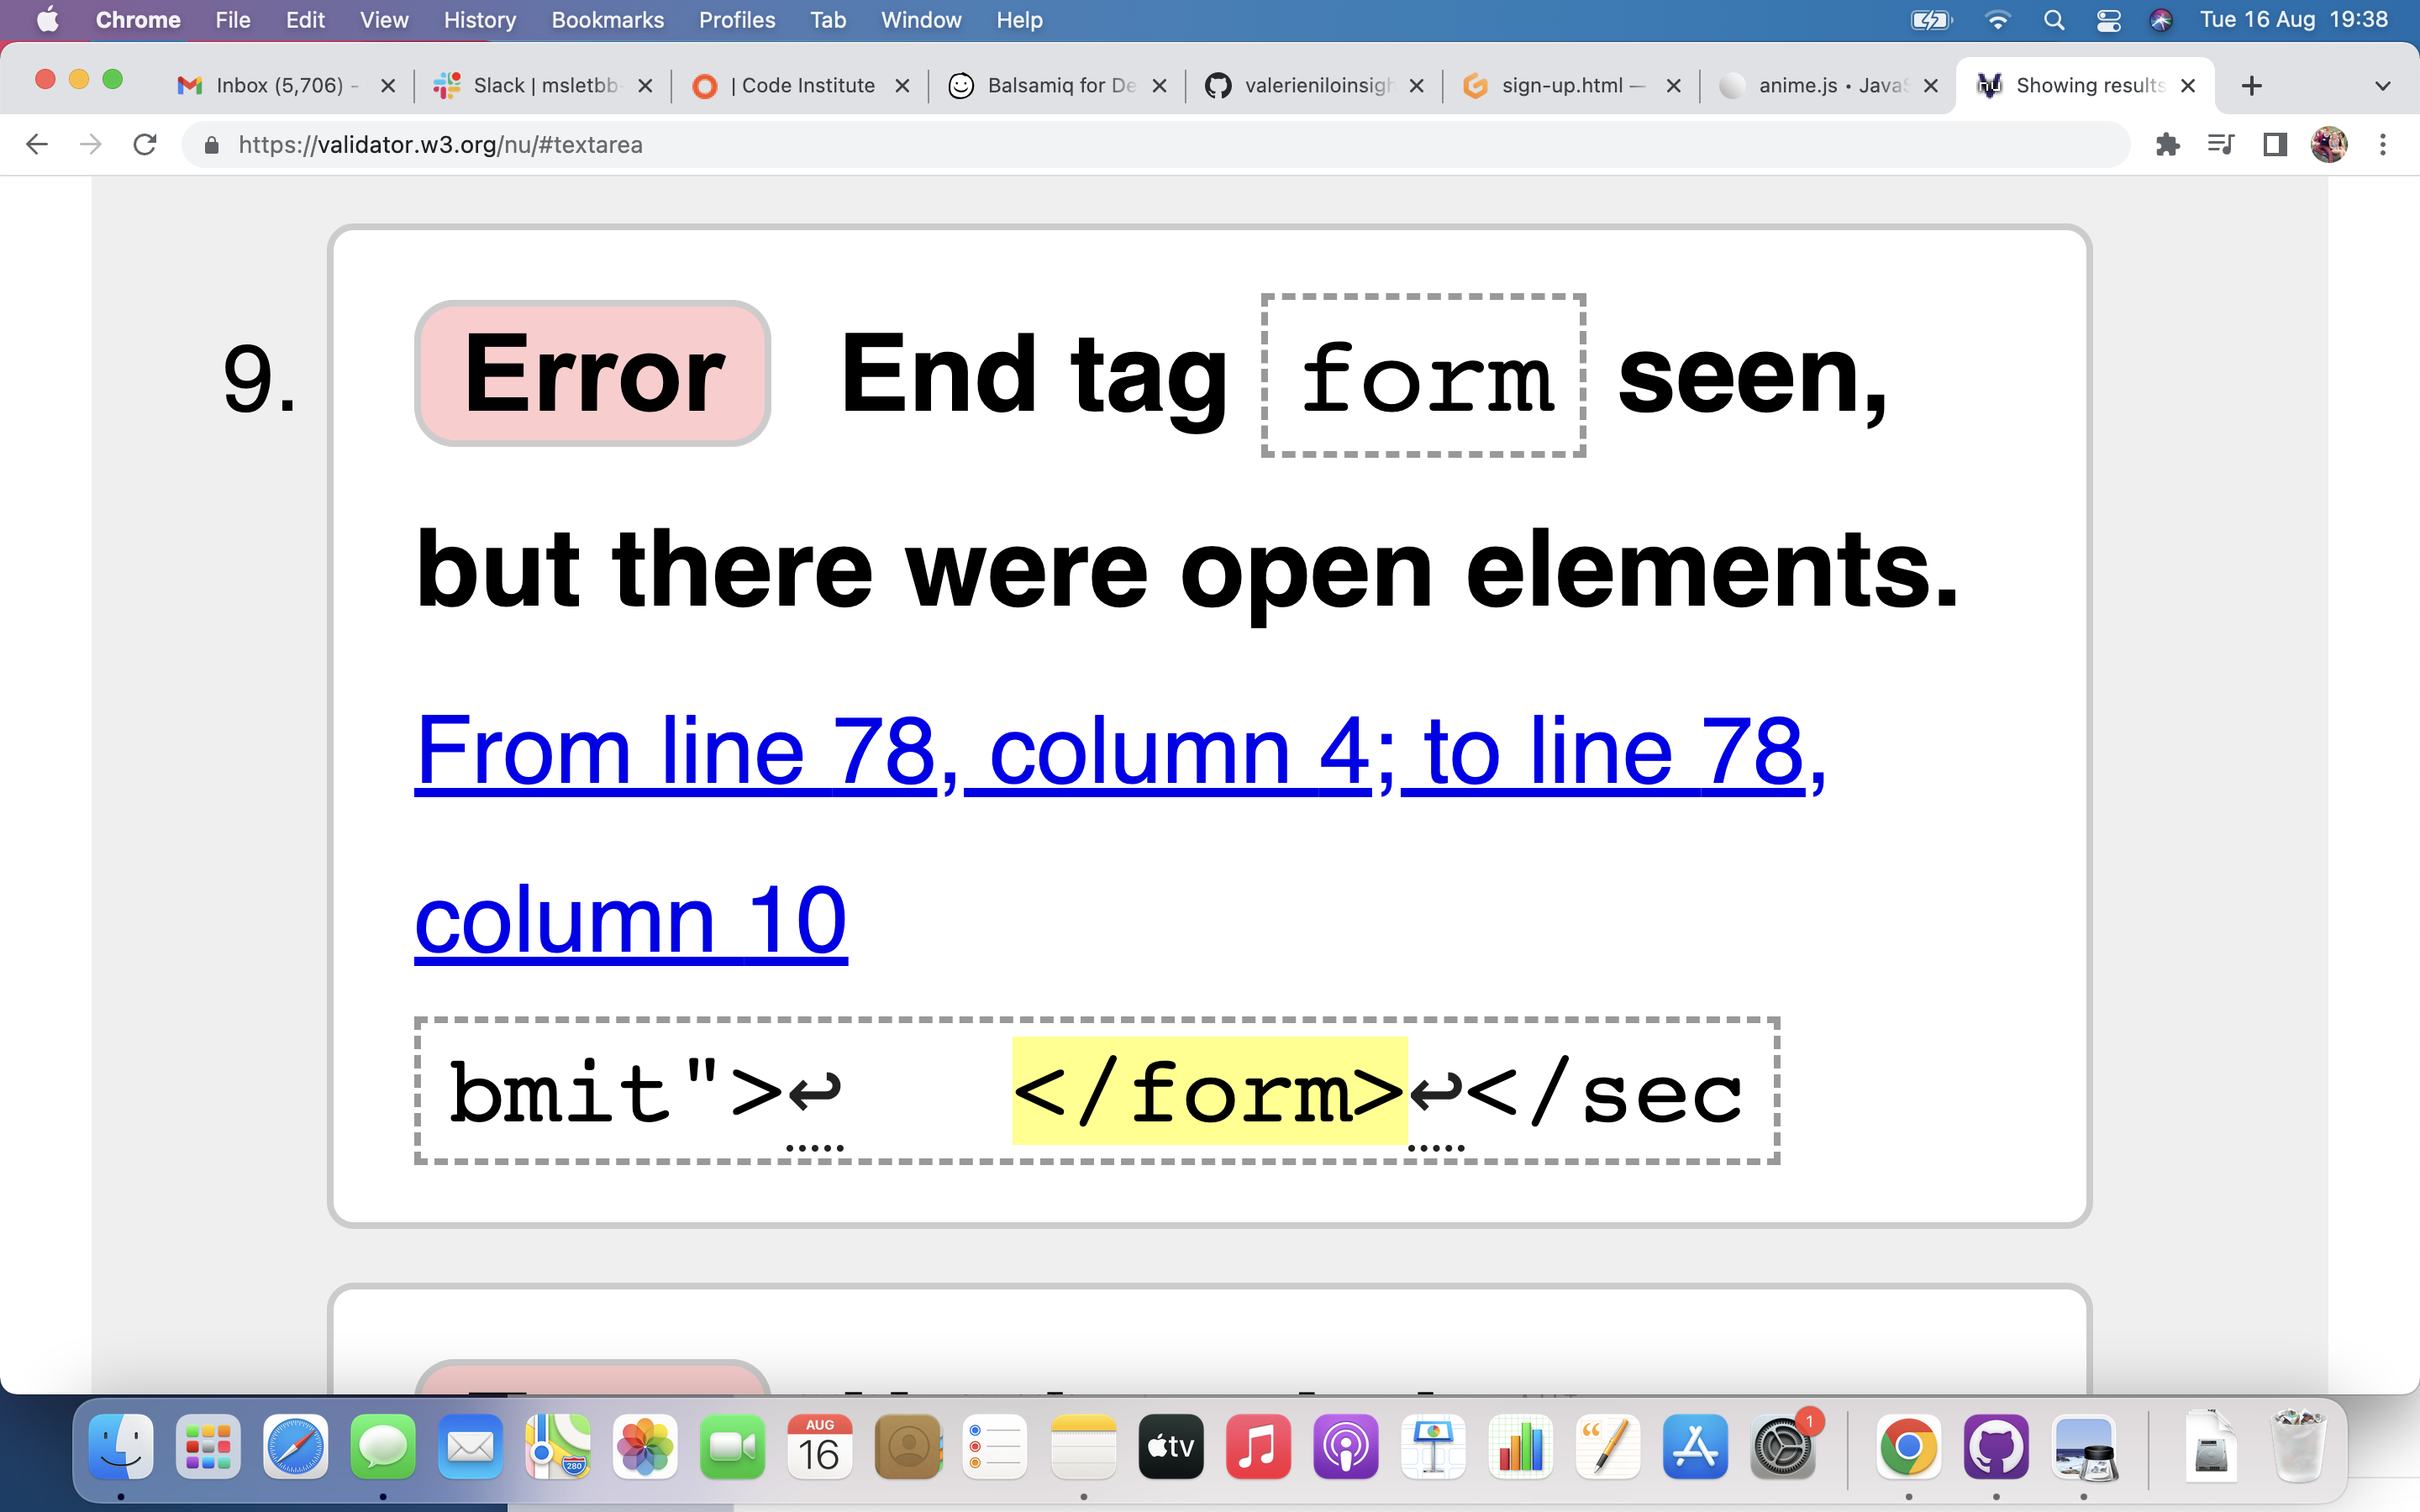 Chrome File Edit View History Bookmarks Profiles Tab Window Help Tue 16 Aug 19:38
Inbox (5,706) - Slack | msletbb- | Code Institute Balsamiq for De valerieniloinsigh sign-up.html — anime.js • JavaS Showing results
https://validator.w3.org/nu/#textarea
9. Error End tag form seen,
but there were open elements.
From line 78, column 4; to line 78,
column 10
bmit">↩ </form>↩</sec
AUG
16
280
tv
1